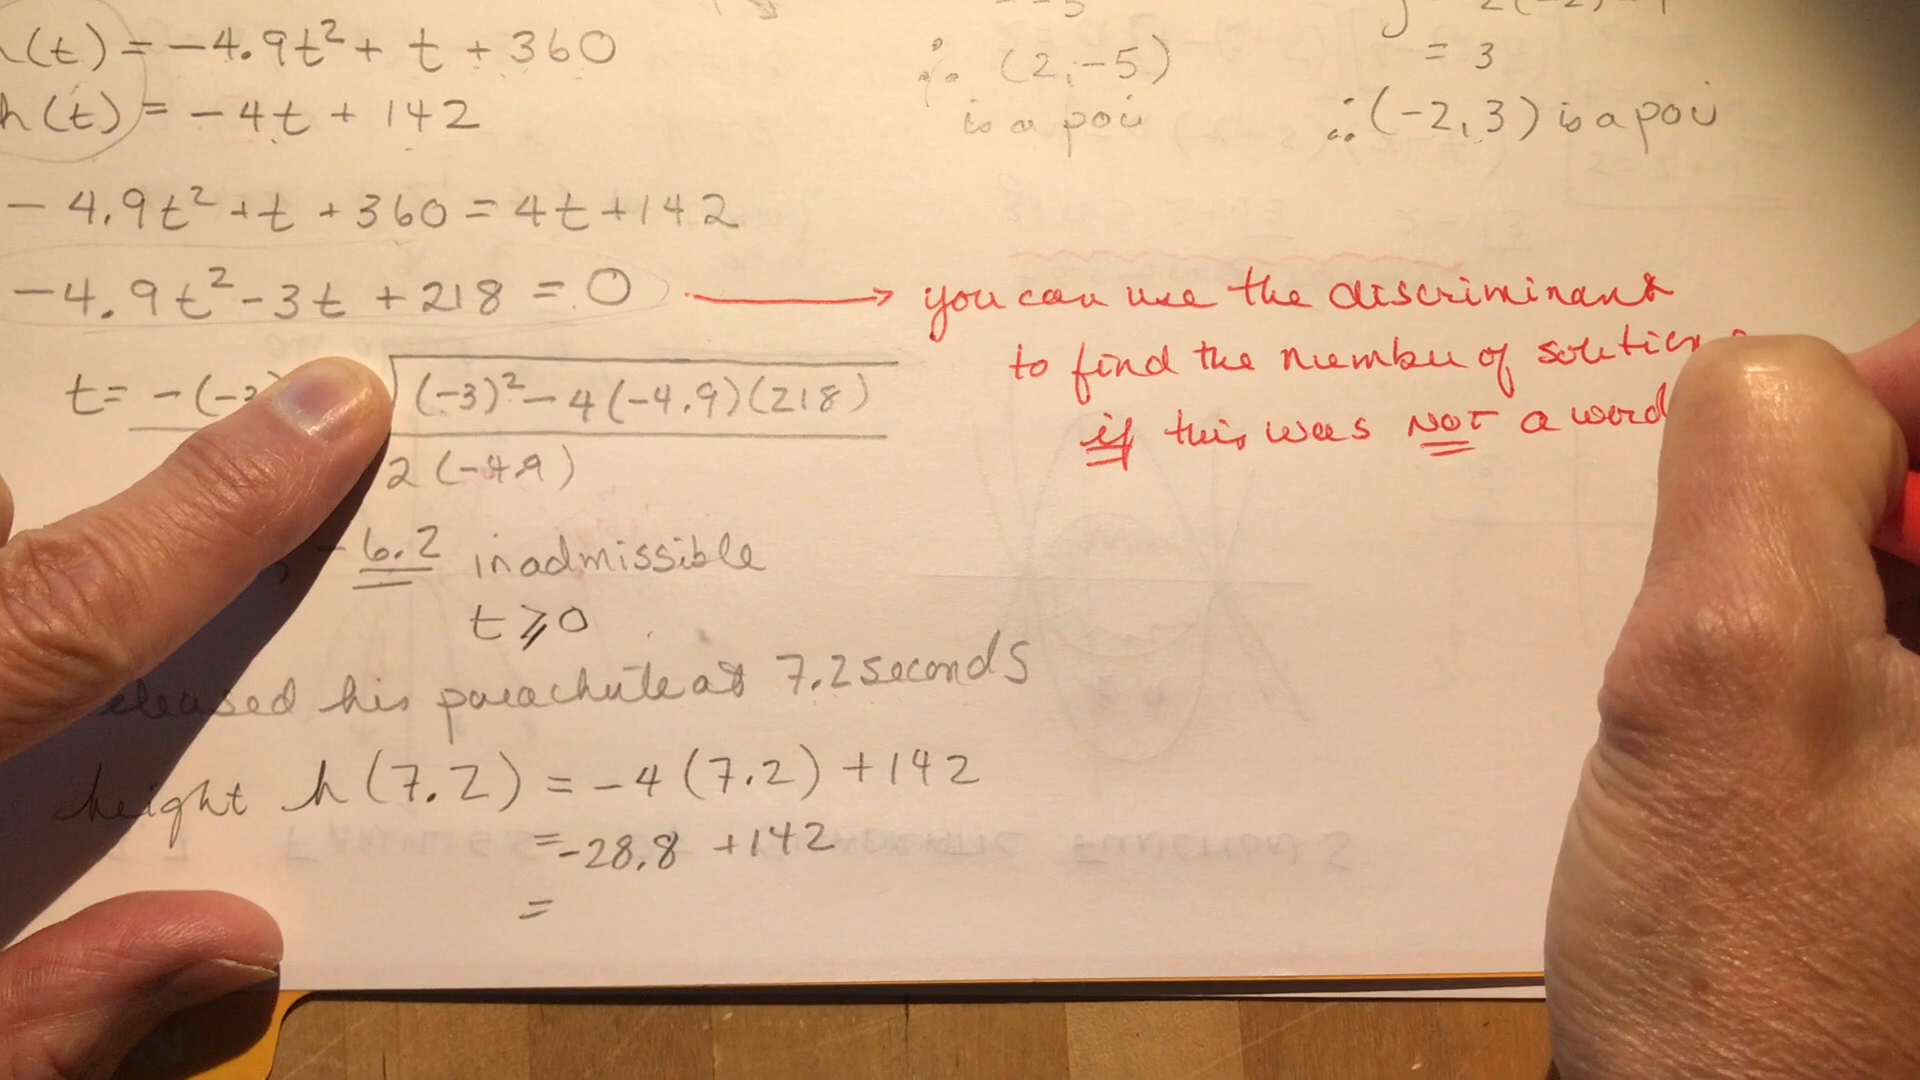 (t) = -4.9t² + t + 360
h(t) = -4t + 142
-4.9t² + t + 360 = 4t + 142
-4.9t² - 3t + 218 = 0
t = -(-3 √(-3)² - 4(-4.9)(218)
2(-4.9)
-6.2 inadmissible
t ⩾ 0
eleased his parachute at 7.2 seconds
height h(7.2) = -4(7.2) + 142
= -28.8 + 142
=
∴ (2,-5)
is a poi
= 3
∴ (-2,3) is a poi
you can use the discriminant
to find the number of solution
if this was NOT a word